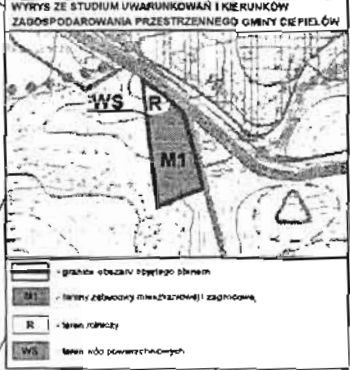 WYRYS ZE STUDIUM UWARUNKOWAŃ I KIERUNKÓW
ZAGOSPODAROWANIA PRZESTRZENNEGO GMINY CIEPIELÓW
WS R
M1
- granice obszaru objętego planem
M1 - tereny zabudowy mieszkaniowej i zagrodowej
R - teren rolniczy
WS - teren wód powierzchniowych